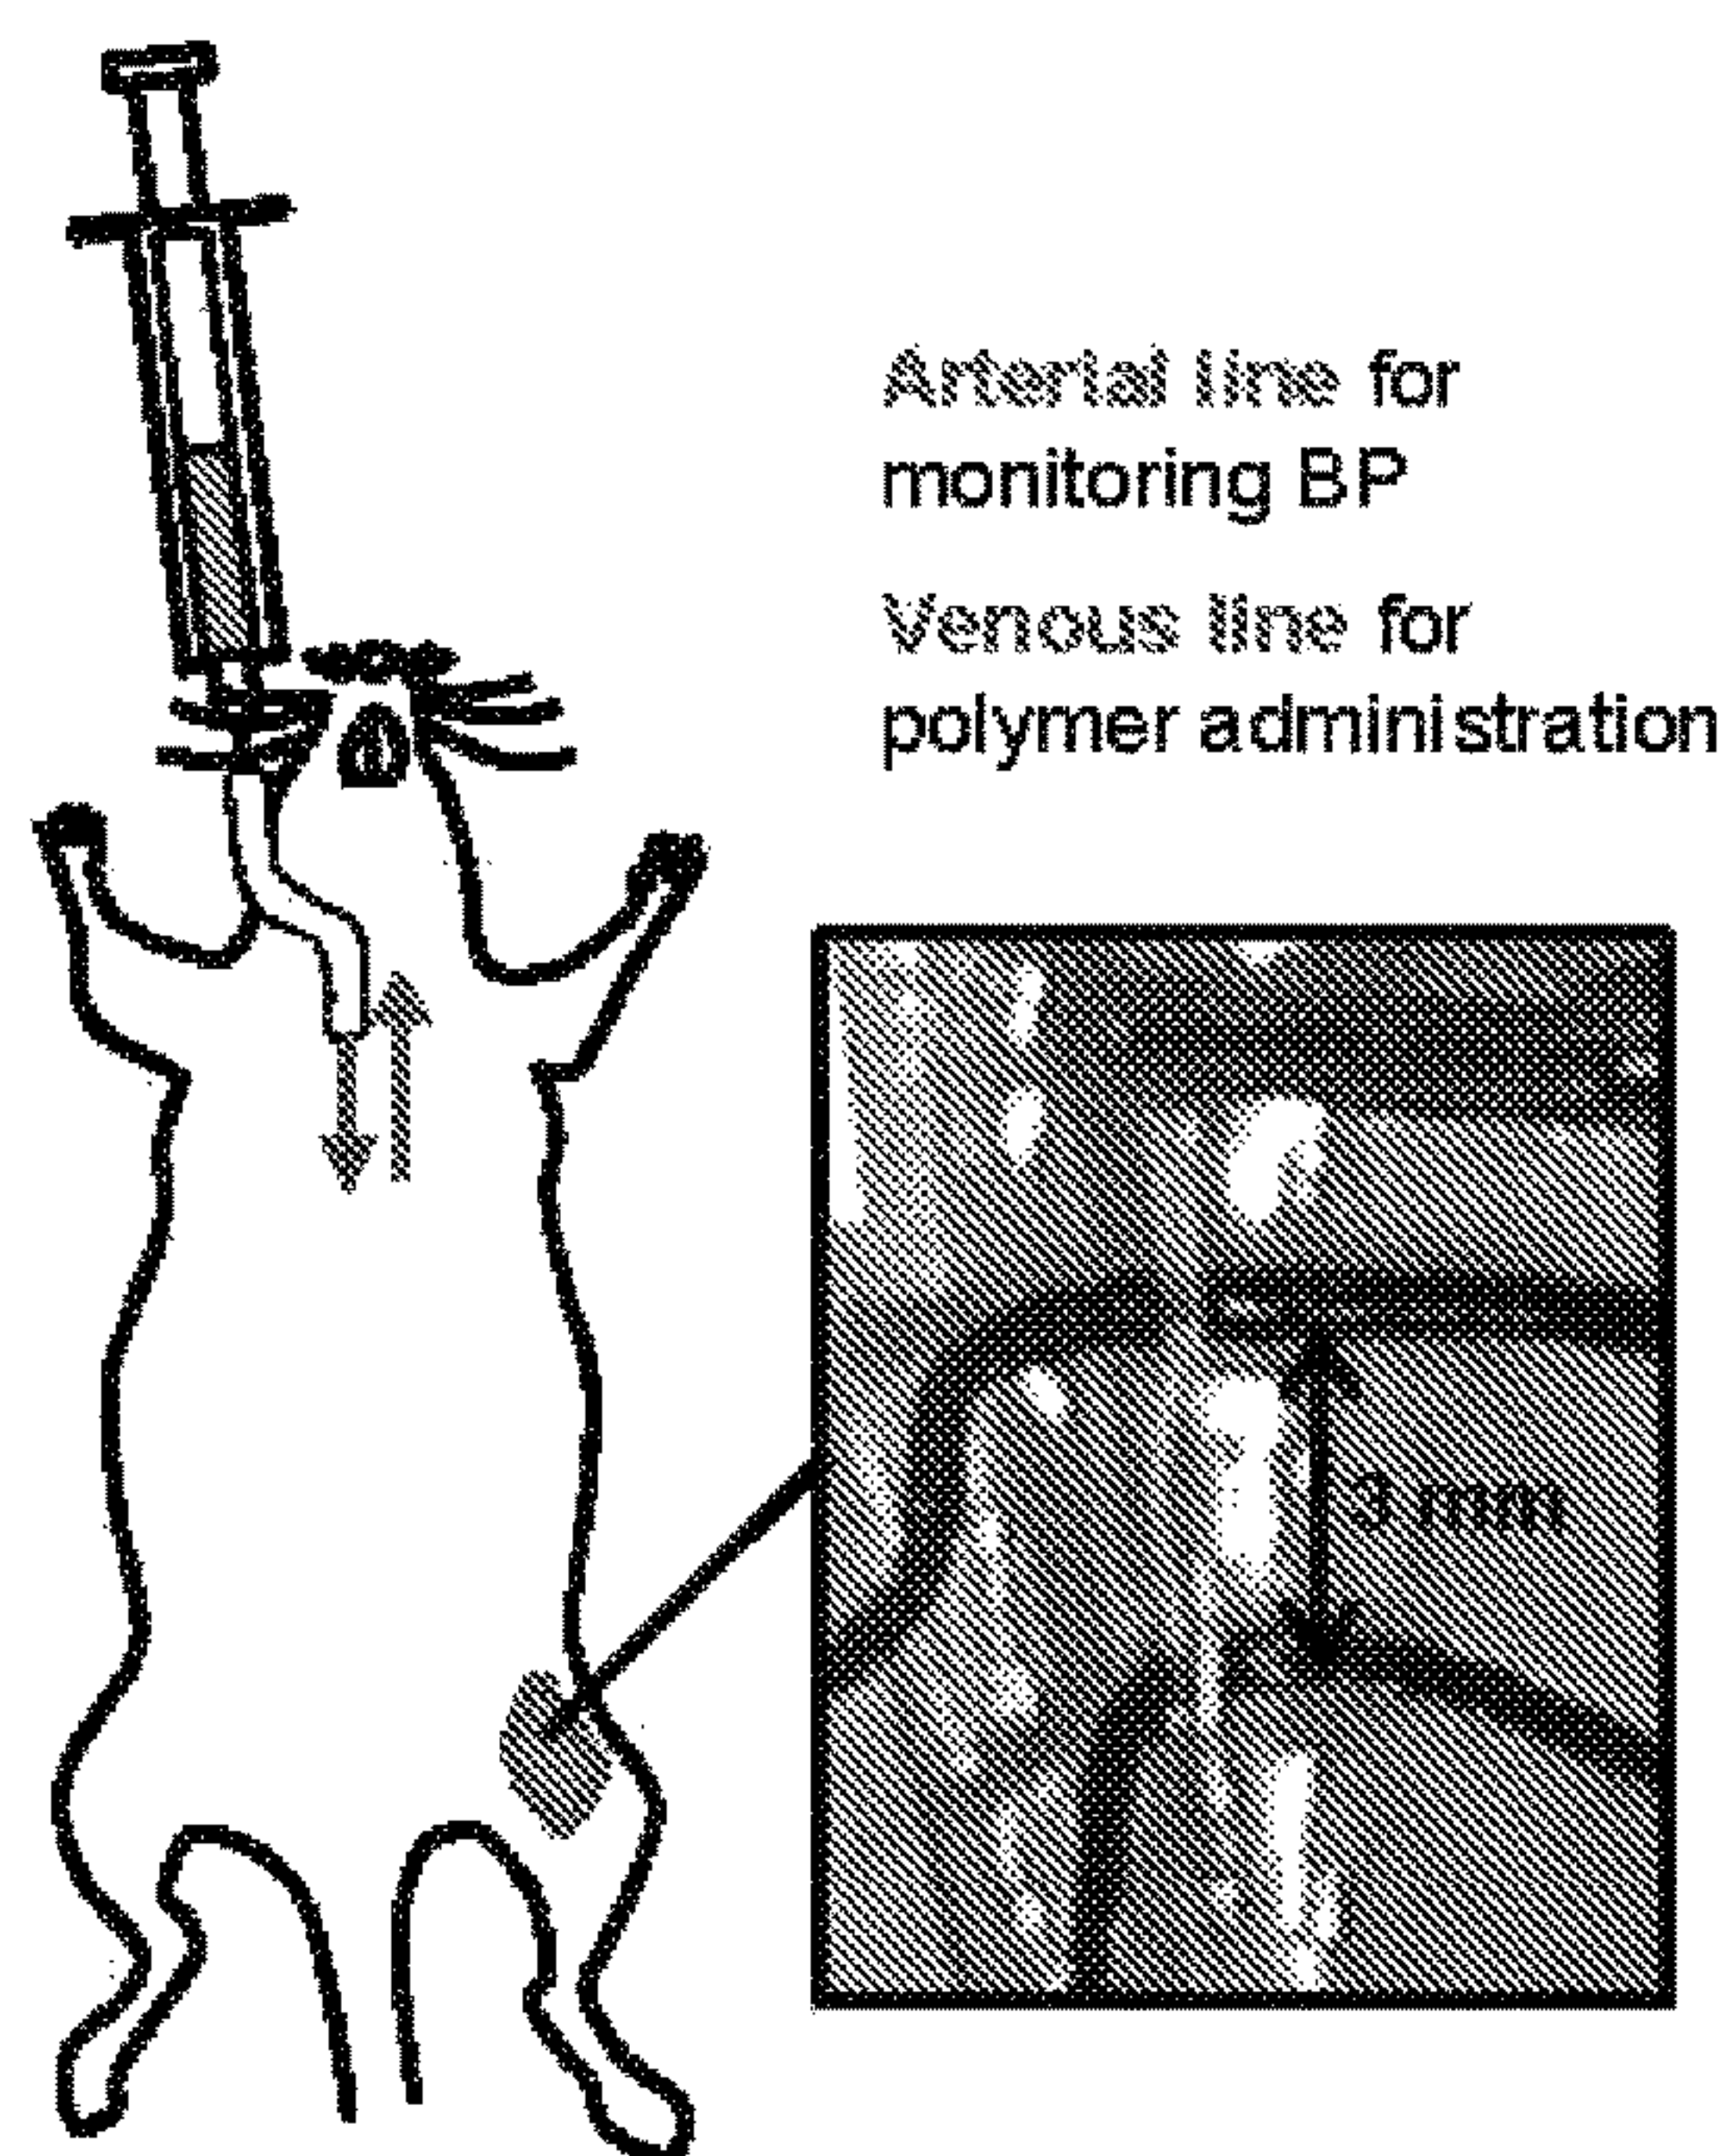 Arterial line for
monitoring BP
Venous line for
polymer administration
3 mm